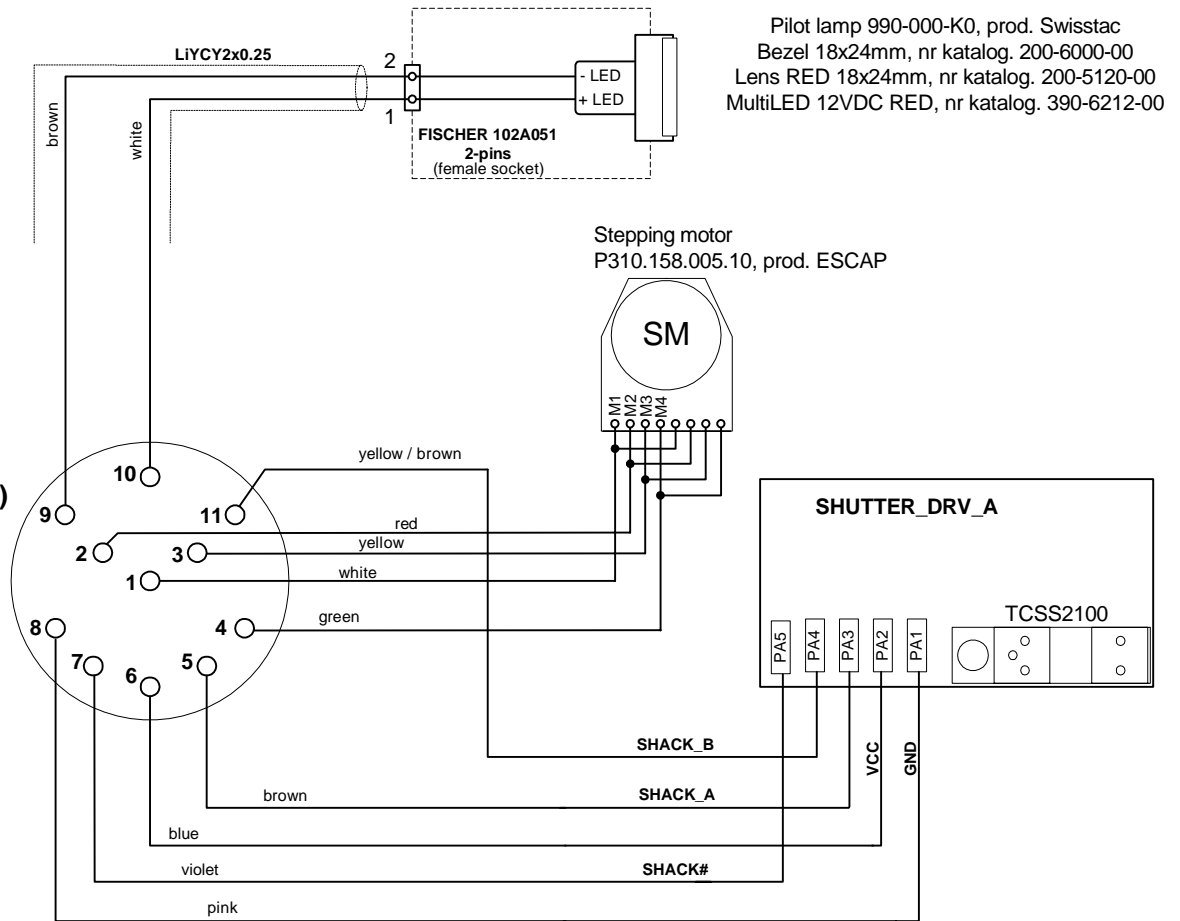 Pilot lamp 990-000-K0, prod. Swisstac
Bezel 18x24mm, nr katalog. 200-6000-00
Lens RED 18x24mm, nr katalog. 200-5120-00
MultiLED 12VDC RED, nr katalog. 390-6212-00
LiYCY2x0.25
2
- LED
+ LED
1
FISCHER 102A051
2-pins
(female socket)
brown
white
Stepping motor
P310.158.005.10, prod. ESCAP
SM
M1
M2
M3
M4
yellow / brown
10
)
9
11
red
2
3
yellow
1
white
8
4
green
7
6
5
SHUTTER_DRV_A
TCSS2100
PA5
PA4
PA3
PA2
PA1
SHACK_B
VCC
GND
brown
SHACK_A
blue
violet
SHACK#
pink